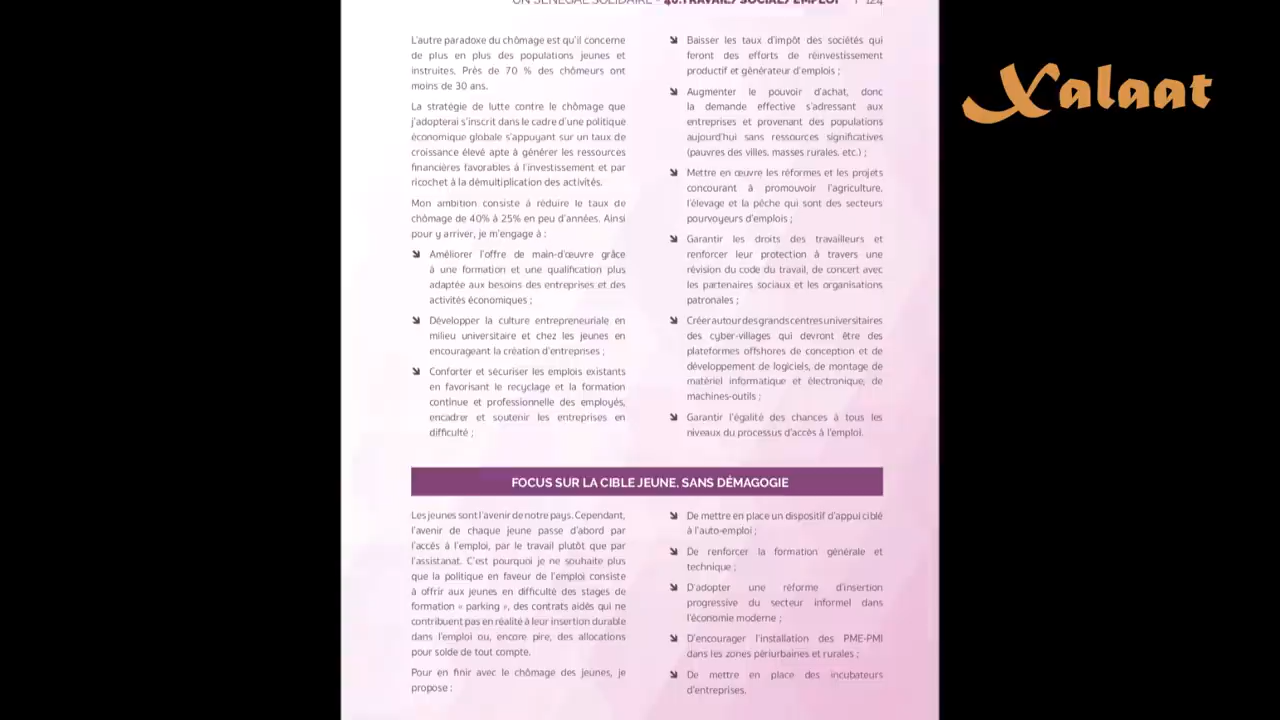 UN SÉNÉGAL SOLIDAIRE - 40.TRAVAIL/SOCIAL/EMPLOI | 124
L'autre paradoxe du chômage est qu'il concerne
de plus en plus des populations jeunes et
instruites. Près de 70 % des chômeurs ont
moins de 30 ans.
La stratégie de lutte contre le chômage que
j'adopterai s'inscrit dans le cadre d'une politique
économique globale s'appuyant sur un taux de
croissance élevé apte à générer les ressources
financières favorables à l'investissement et par
ricochet à la démultiplication des activités.
Mon ambition consiste à réduire le taux de
chômage de 40% à 25% en peu d'années. Ainsi
pour y arriver, je m'engage à :
Améliorer l'offre de main-d'œuvre grâce
à une formation et une qualification plus
adaptée aux besoins des entreprises et des
activités économiques ;
Développer la culture entrepreneuriale en
milieu universitaire et chez les jeunes en
encourageant la création d'entreprises ;
Conforter et sécuriser les emplois existants
en favorisant le recyclage et la formation
continue et professionnelle des employés,
encadrer et soutenir les entreprises en
difficulté ;
Baisser les taux d'impôt des sociétés qui
feront des efforts de réinvestissement
productif et générateur d'emplois ;
Augmenter le pouvoir d'achat, donc
la demande effective s'adressant aux
entreprises et provenant des populations
aujourd'hui sans ressources significatives
(pauvres des villes, masses rurales, etc.) ;
Mettre en œuvre les réformes et les projets
concourant à promouvoir l'agriculture,
l'élevage et la pêche qui sont des secteurs
pourvoyeurs d'emplois ;
Garantir les droits des travailleurs et
renforcer leur protection à travers une
révision du code du travail, de concert avec
les partenaires sociaux et les organisations
patronales ;
Créer autour des grands centres universitaires
des cyber-villages qui devront être des
plateformes offshores de conception et de
développement de logiciels, de montage de
matériel informatique et électronique, de
machines-outils ;
Garantir l'égalité des chances à tous les
niveaux du processus d'accès à l'emploi.
FOCUS SUR LA CIBLE JEUNE, SANS DÉMAGOGIE
Les jeunes sont l'avenir de notre pays. Cependant,
l'avenir de chaque jeune passe d'abord par
l'accès à l'emploi, par le travail plutôt que par
l'assistanat. C'est pourquoi je ne souhaite plus
que la politique en faveur de l'emploi consiste
à offrir aux jeunes en difficulté des stages de
formation « parking », des contrats aidés qui ne
contribuent pas en réalité à leur insertion durable
dans l'emploi ou, encore pire, des allocations
pour solde de tout compte.
Pour en finir avec le chômage des jeunes, je
propose :
De mettre en place un dispositif d'appui ciblé
à l'auto-emploi ;
De renforcer la formation générale et
technique ;
D'adopter une réforme d'insertion
progressive du secteur informel dans
l'économie moderne ;
D'encourager l'installation des PME-PMI
dans les zones périurbaines et rurales ;
De mettre en place des incubateurs
d'entreprises.
Xalaat